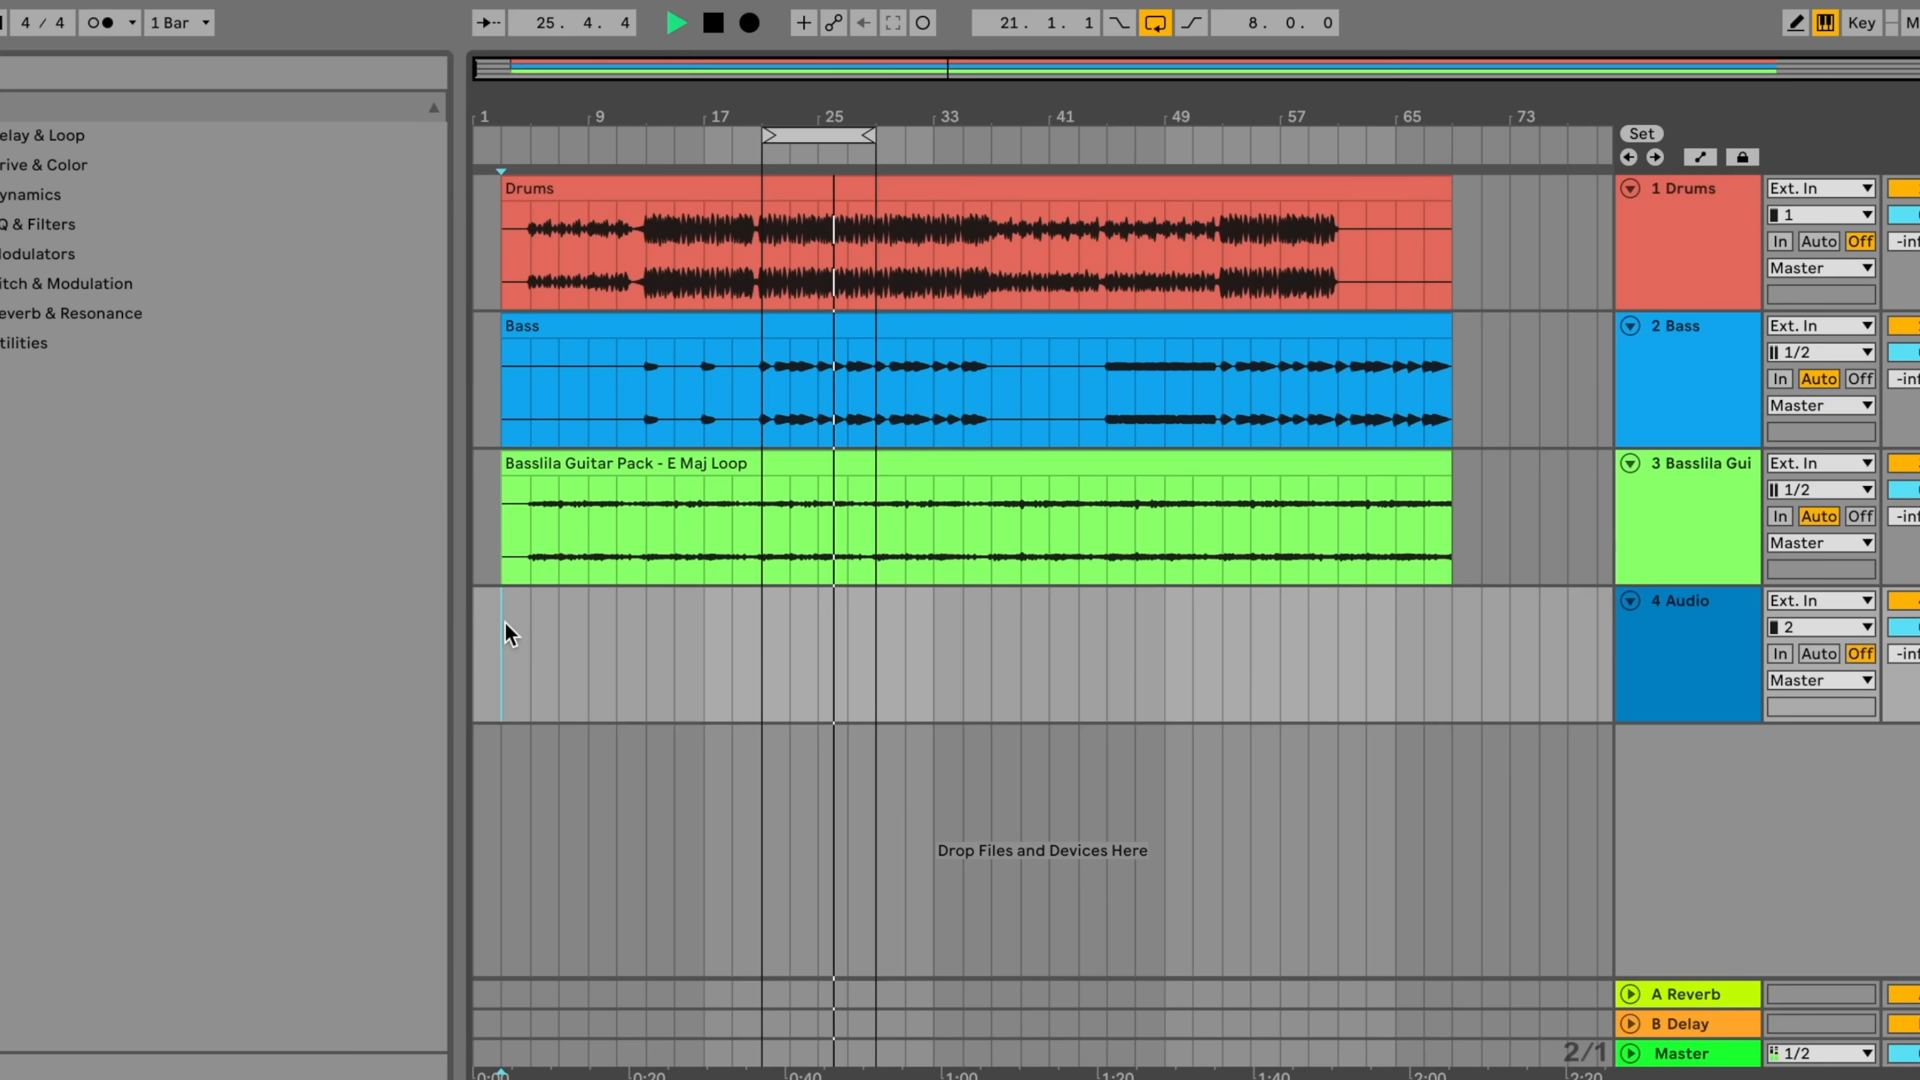 4 / 4
1 Bar
25. 4. 4
21. 1. 1
8. 0. 0
Key
M
elay & Loop
rive & Color
ynamics
Q & Filters
odulators
itch & Modulation
everb & Resonance
tilities
1 9 17 25 33 41 49 57 65 73
Set
Drums
1 Drums
Ext. In
1
In Auto Off
-inf
Master
Bass
2 Bass
Ext. In
1/2
In Auto Off
-inf
Master
Basslila Guitar Pack - E Maj Loop
3 Basslila Gui
Ext. In
1/2
In Auto Off
-inf
Master
4 Audio
Ext. In
2
In Auto Off
-inf
Master
Drop Files and Devices Here
A Reverb
B Delay
2/1
Master
1/2
0:00 0:20 0:40 1:00 1:20 1:40 2:00 2:20